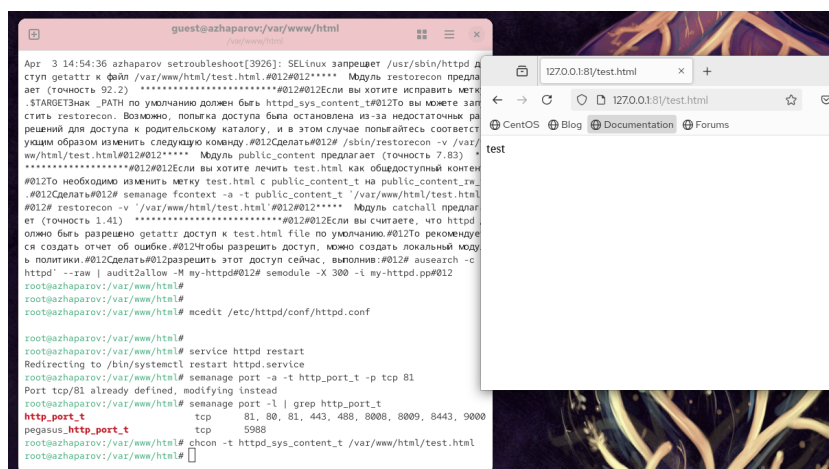 guest@azhaparov:/var/www/html
/var/www/html
Apr  3 14:54:36 azhaparov setroubleshoot[3926]: SELinux запрещает /usr/sbin/httpd д
ступ getattr к файл /var/www/html/test.html.#012#012***** Модуль restorecon предла
ает (точность 92.2) ************************#012#012Если вы хотите исправить метк
.$TARGETЗнак _PATH по умолчанию должен быть httpd_sys_content_t#012То вы можете зап
стить restorecon. Возможно, попытка доступа была остановлена из-за недостаточных ра
решений для доступа к родительскому каталогу, и в этом случае попытайтесь соответст
ующим образом изменить следующую команду.#012Сделать#012# /sbin/restorecon -v /var/
ww/html/test.html#012#012***** Модуль public_content предлагает (точность 7.83) *
*******************#012#012Если вы хотите лечить test.html как общедоступный контен
#012То необходимо изменить метку test.html с public_content_t на public_content_rw_
.#012Сделать#012# semanage fcontext -a -t public_content_t '/var/www/html/test.html
#012# restorecon -v '/var/www/html/test.html'#012#012***** Модуль catchall предлаг
ет (точность 1.41) **************************#012#012Если вы считаете, что httpd
олжно быть разрешено getattr доступ к test.html file по умолчанию.#012То рекомендуе
ся создать отчет об ошибке.#012Чтобы разрешить доступ, можно создать локальный моду
ь политики.#012Сделать#012разрешить этот доступ сейчас, выполнив:#012# ausearch -c
httpd` --raw | audit2allow -M my-httpd#012# semodule -X 300 -i my-httpd.pp#012
root@azhaparov:/var/www/html#
root@azhaparov:/var/www/html#
root@azhaparov:/var/www/html# mcedit /etc/httpd/conf/httpd.conf
root@azhaparov:/var/www/html#
root@azhaparov:/var/www/html# service httpd restart
Redirecting to /bin/systemctl restart httpd.service
root@azhaparov:/var/www/html# semanage port -a -t http_port_t -p tcp 81
Port tcp/81 already defined, modifying instead
root@azhaparov:/var/www/html# semanage port -l | grep http_port_t
http_port_t                    tcp      81, 80, 81, 443, 488, 8008, 8009, 8443, 9000
pegasus_http_port_t            tcp      5988
root@azhaparov:/var/www/html# chcon -t httpd_sys_content_t /var/www/html/test.html
root@azhaparov:/var/www/html#
127.0.0.1:81/test.html
127.0.0.1:81/test.html
CentOS Blog Documentation Forums
test